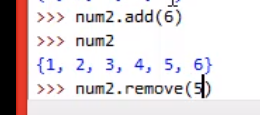 >>> num2.add(6)
>>> num2
{1, 2, 3, 4, 5, 6}
>>> num2.remove(5)